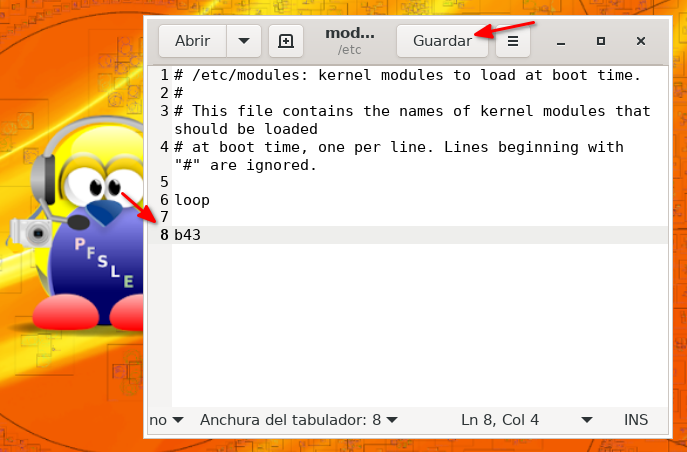 Abrir
mod...
/etc
Guardar
1 # /etc/modules: kernel modules to load at boot time.
2 #
3 # This file contains the names of kernel modules that
should be loaded
4 # at boot time, one per line. Lines beginning with
"#" are ignored.
5
6 loop
7
8 b43
PFSLE
no
Anchura del tabulador: 8
Ln 8, Col 4
INS